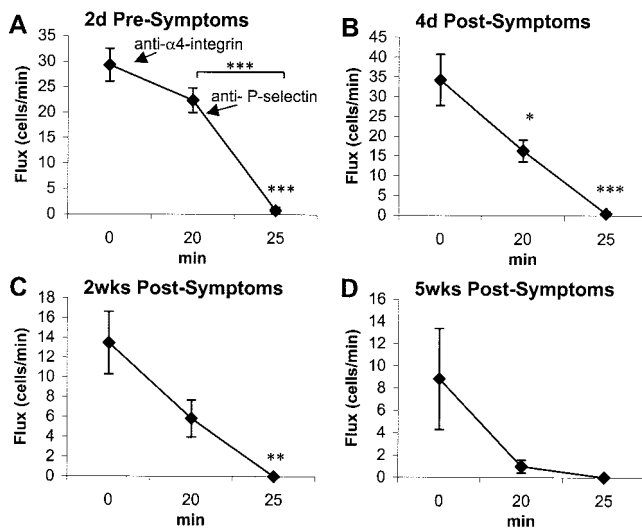 A 2d Pre-Symptoms
35
30
25
20
15
10
5
0
Flux (cells/min)
anti-α4-integrin
***
anti- P-selectin
***
0 20 25
min
B 4d Post-Symptoms
45
40
35
30
25
20
15
10
5
0
Flux (cells/min)
*
***
0 20 25
min
C 2wks Post-Symptoms
18
16
14
12
10
8
6
4
2
0
Flux (cells/min)
**
0 20 25
min
D 5wks Post-Symptoms
16
14
12
10
8
6
4
2
0
Flux (cells/min)
0 20 25
min